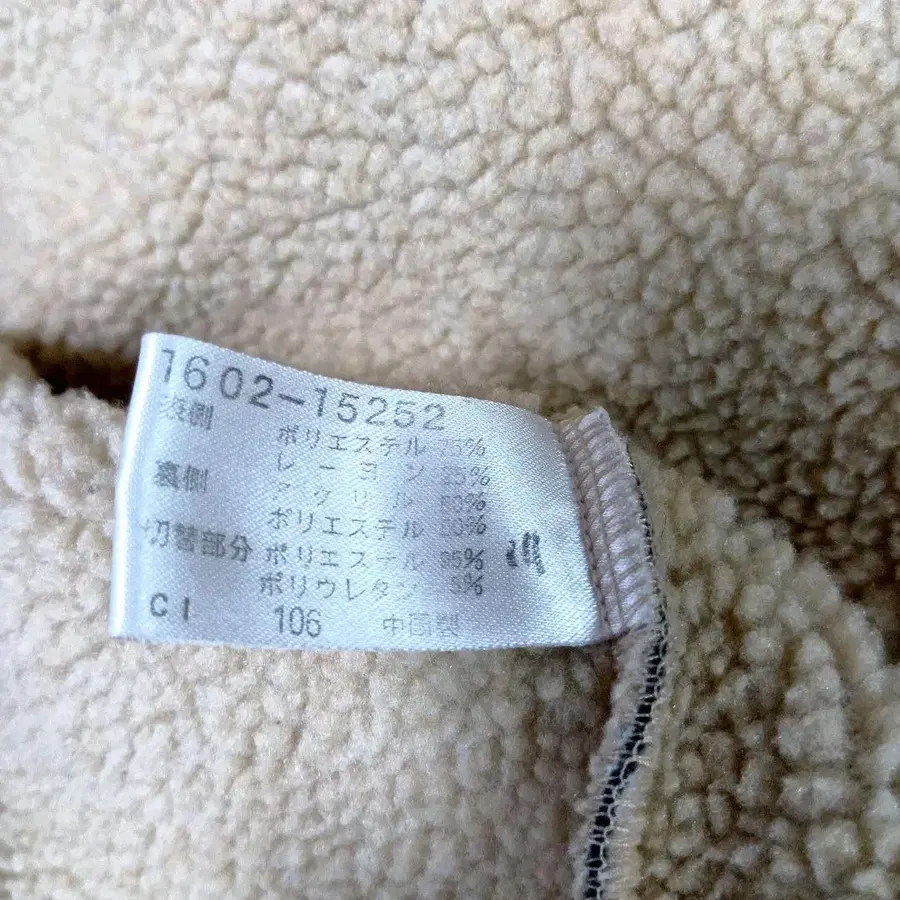 1602-15252
表側 ポリエステル 75%
レーヨン 25%
裏側 アクリル 50%
ポリエステル 50%
切替部分 ポリエステル 95%
ポリウレタン 5%
CI 106 中国製